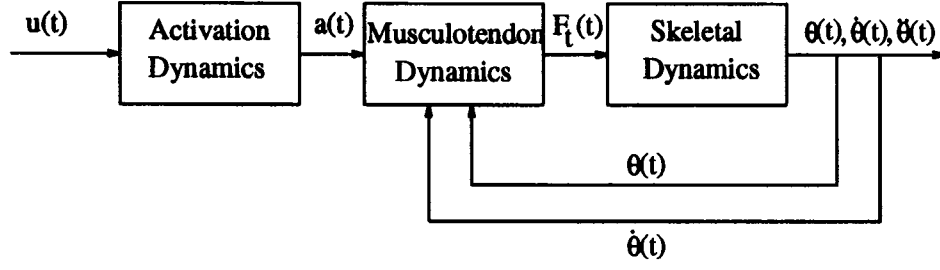 u(t)
Activation
Dynamics
a(t)
Musculotendon
Dynamics
F_t(t)
Skeletal
Dynamics
θ(t), θ̇(t), θ̈(t)
θ(t)
θ̇(t)